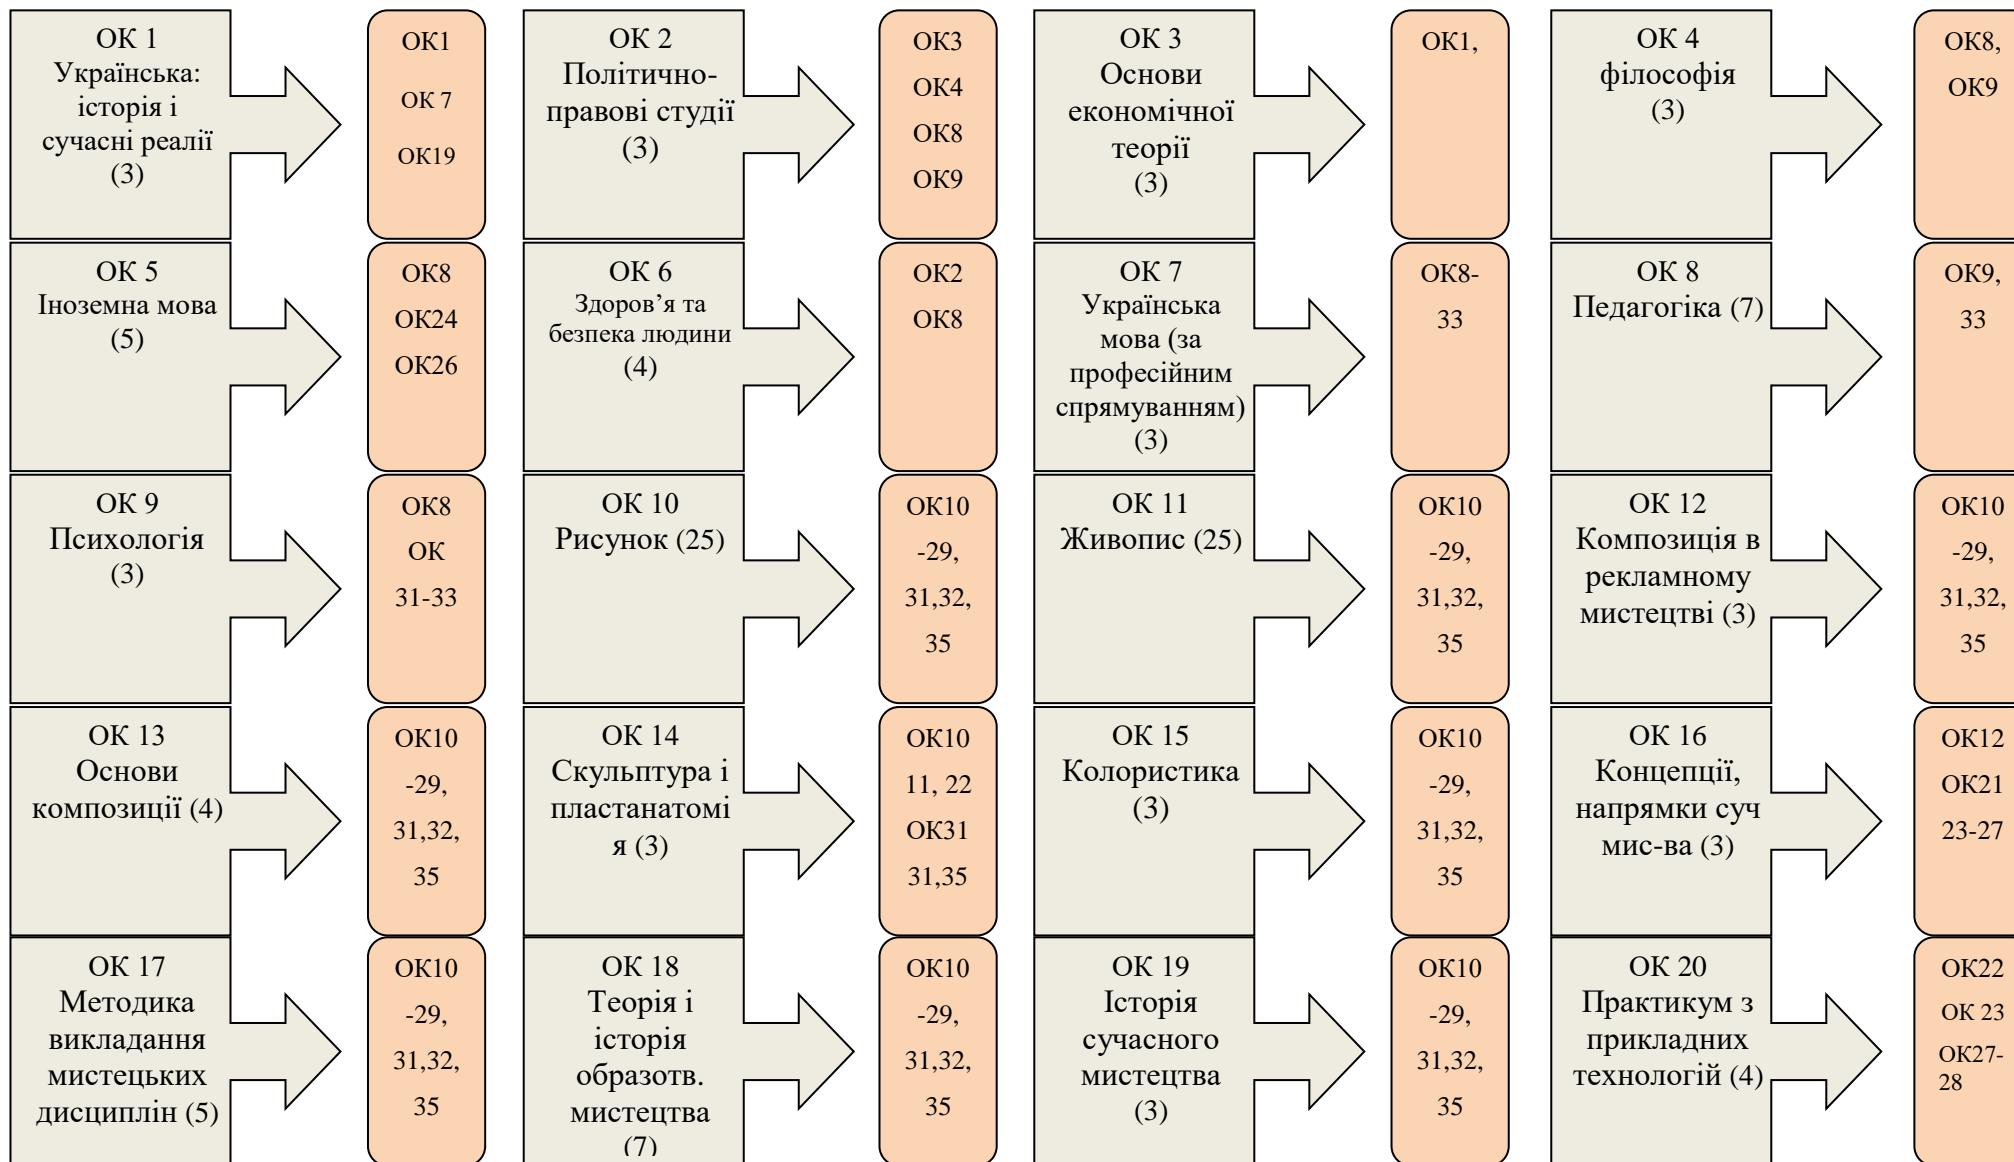 ОК 1
Українська:
історія і
сучасні реалії
(3)
ОК1
ОК 7
ОК19
ОК 2
Політично-
правові студії
(3)
ОК3
ОК4
ОК8
ОК9
ОК 3
Основи
економічної
теорії
(3)
ОК1,
ОК 4
філософія
(3)
ОК8,
ОК9
ОК 5
Іноземна мова
(5)
ОК8
ОК24
ОК26
ОК 6
Здоров’я та
безпека людини
(4)
ОК2
ОК8
ОК 7
Українська
мова (за
професійним
спрямуванням)
(3)
ОК8-
33
ОК 8
Педагогіка (7)
ОК9,
33
ОК 9
Психологія
(3)
ОК8
ОК
31-33
ОК 10
Рисунок (25)
ОК10
-29,
31,32,
35
ОК 11
Живопис (25)
ОК10
-29,
31,32,
35
ОК 12
Композиція в
рекламному
мистецтві (3)
ОК10
-29,
31,32,
35
ОК 13
Основи
композиції (4)
ОК10
-29,
31,32,
35
ОК 14
Скульптура і
пластанатомі
я (3)
ОК10
11, 22
ОК31
31,35
ОК 15
Колористика
(3)
ОК10
-29,
31,32,
35
ОК 16
Концепції,
напрямки суч
мис-ва (3)
ОК12
ОК21
23-27
ОК 17
Методика
викладання
мистецьких
дисциплін (5)
ОК10
-29,
31,32,
35
ОК 18
Теорія і
історія
образотв.
мистецтва
(7)
ОК10
-29,
31,32,
35
ОК 19
Історія
сучасного
мистецтва
(3)
ОК10
-29,
31,32,
35
ОК 20
Практикум з
прикладних
технологій (4)
ОК22
ОК 23
ОК27-
28